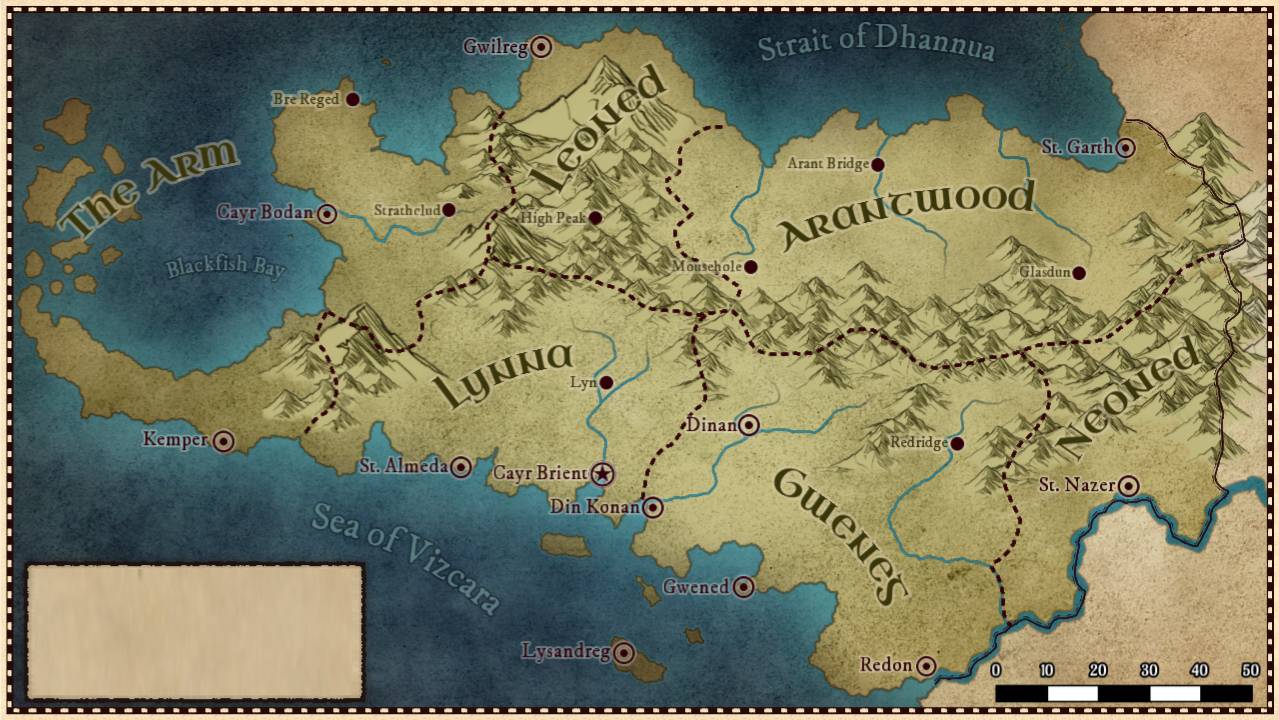 Gwilreg
Strait of Dhannua
Leoned
Bre Reged
The Arm
St. Garth
Arant Bridge
Cayr Bodan
Strathclud
High Peak
Arantwood
Blackfish Bay
Mousehole
Glasdun
Lynna
Lyn
Neoned
Kemper
Dinan
Redridge
St. Almeda
Cayr Brient
Din Konan
St. Nazer
Gwenes
Sea of Vizcara
Gwened
Lysandreg
Redon
0 10 20 30 40 50